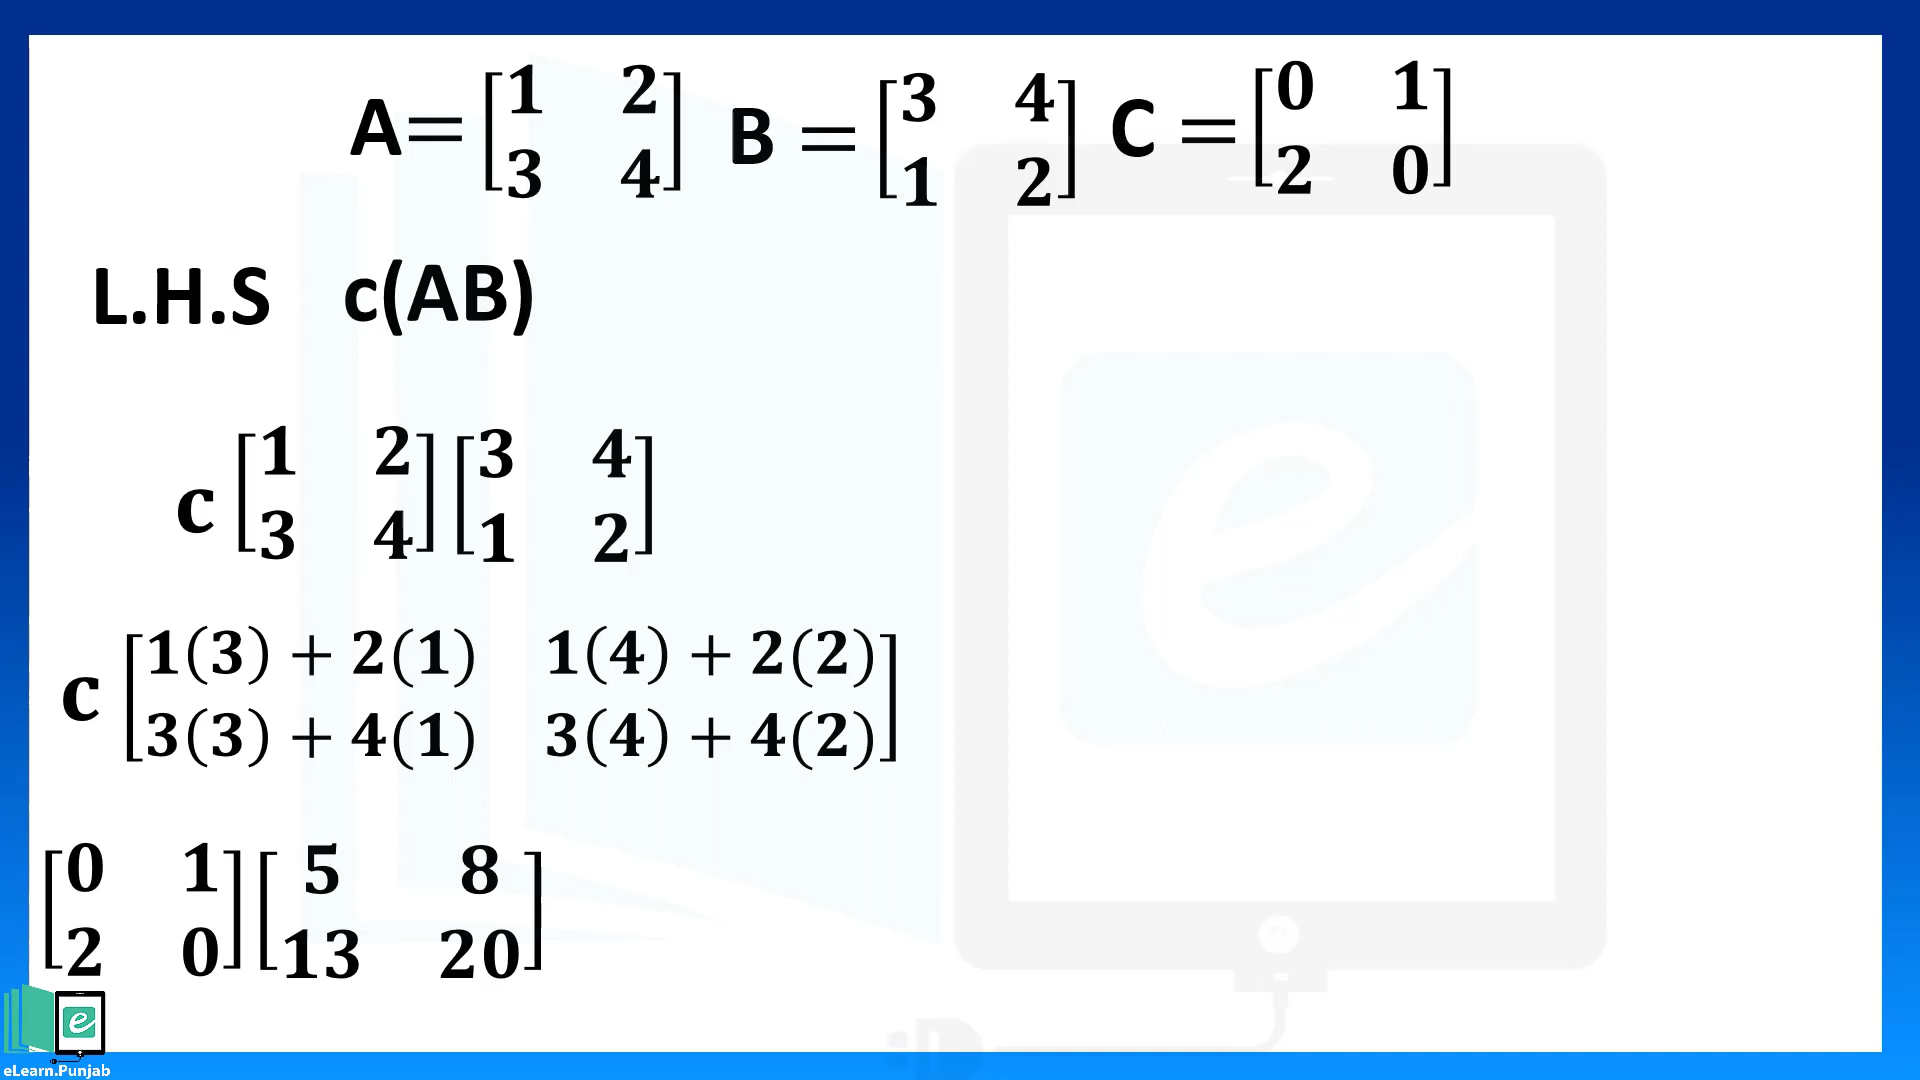 A= [1 2 3 4] B = [3 4 1 2] C = [0 1 2 0]
L.H.S c(AB)
c [1 2 3 4] [3 4 1 2]
c [1(3) + 2(1) 1(4) + 2(2)
3(3) + 4(1) 3(4) + 4(2)]
[0 1 2 0] [5 8 13 20]
eLearn.Punjab